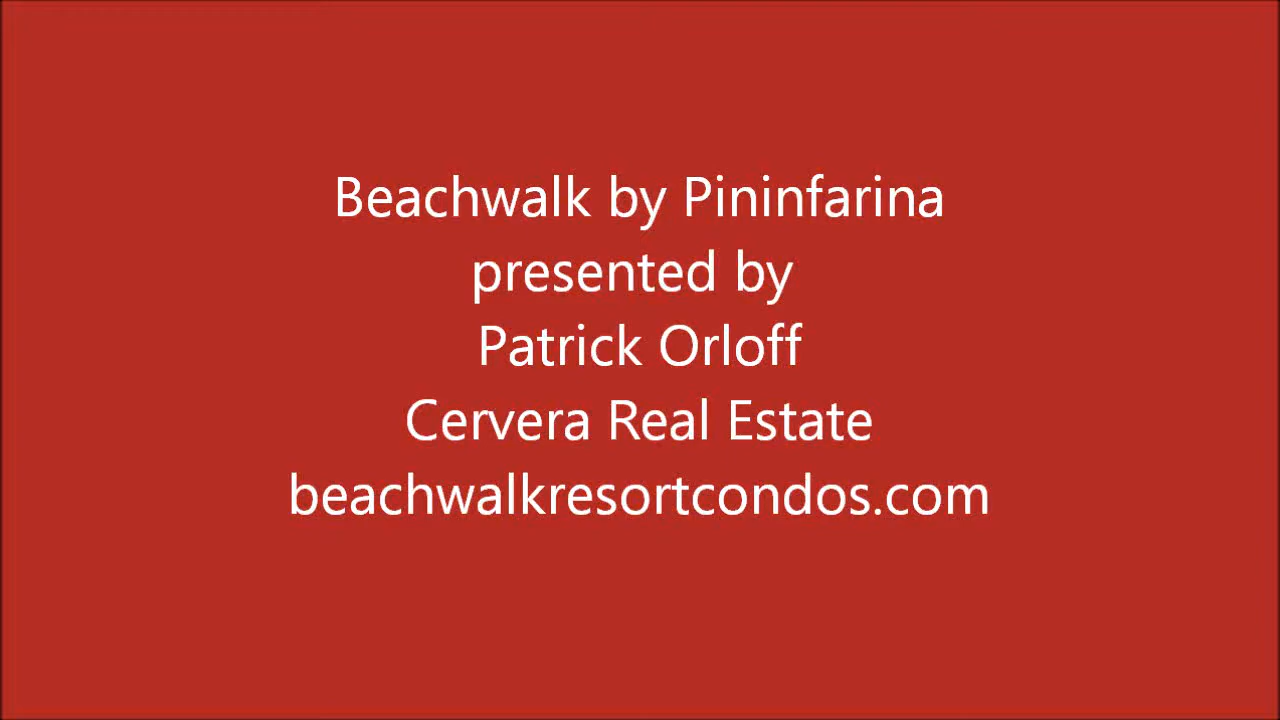 Beachwalk by Pininfarina
presented by
Patrick Orloff
Cervera Real Estate
beachwalkresortcondos.com